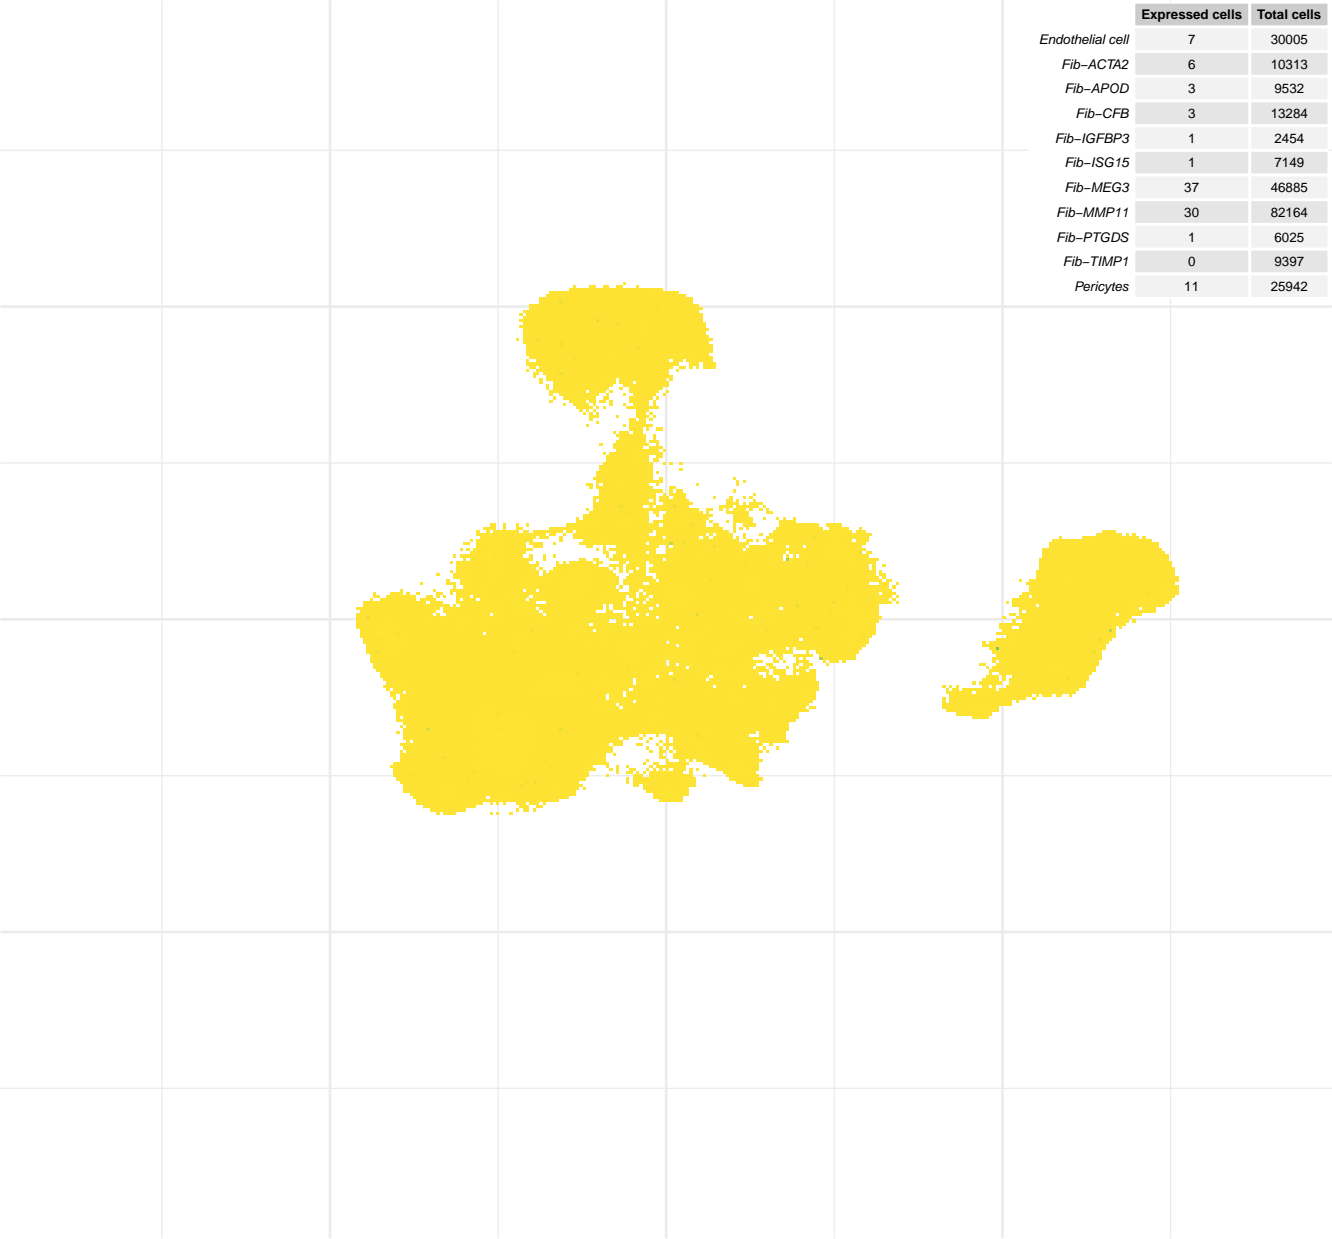 Expressed cells Total cells
Endothelial cell 7 30005
Fib−ACTA2 6 10313
Fib−APOD 3 9532
Fib−CFB 3 13284
Fib−IGFBP3 1 2454
Fib−ISG15 1 7149
Fib−MEG3 37 46885
Fib−MMP11 30 82164
Fib−PTGDS 1 6025
Fib−TIMP1 0 9397
Pericytes 11 25942